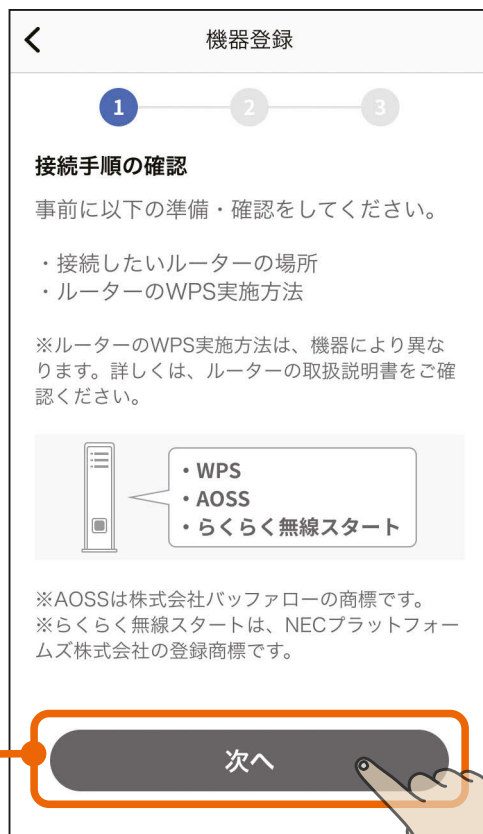 機器登録
1 2 3
接続手順の確認
事前に以下の準備・確認をしてください。
・接続したいルーターの場所
・ルーターのWPS実施方法
※ルーターのWPS実施方法は、機器により異な
ります。詳しくは、ルーターの取扱説明書をご確
認ください。
・WPS
・AOSS
・らくらく無線スタート
※AOSSは株式会社バッファローの商標です。
※らくらく無線スタートは、NECプラットフォー
ムズ株式会社の登録商標です。
次へ